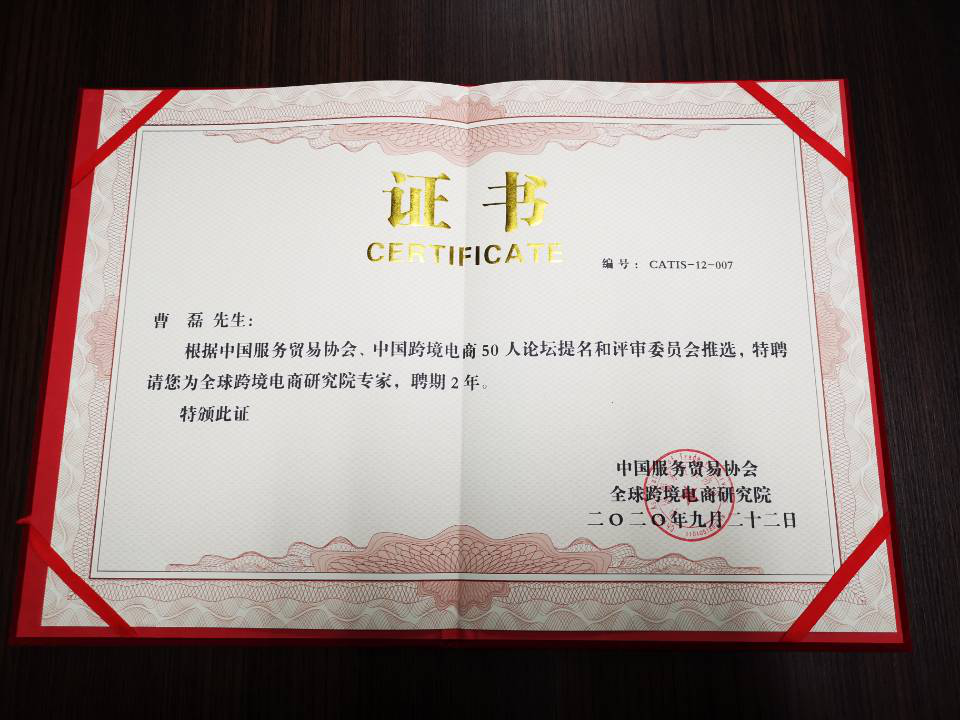 证书
CERTIFICATE
编号：CATIS-12-007
曹 磊 先生：
根据中国服务贸易协会、中国跨境电商50人论坛提名和评审委员会推选，特聘
请您为全球跨境电商研究院专家，聘期2年。
特颁此证
中国服务贸易协会
全球跨境电商研究院
二〇二〇年九月二十二日